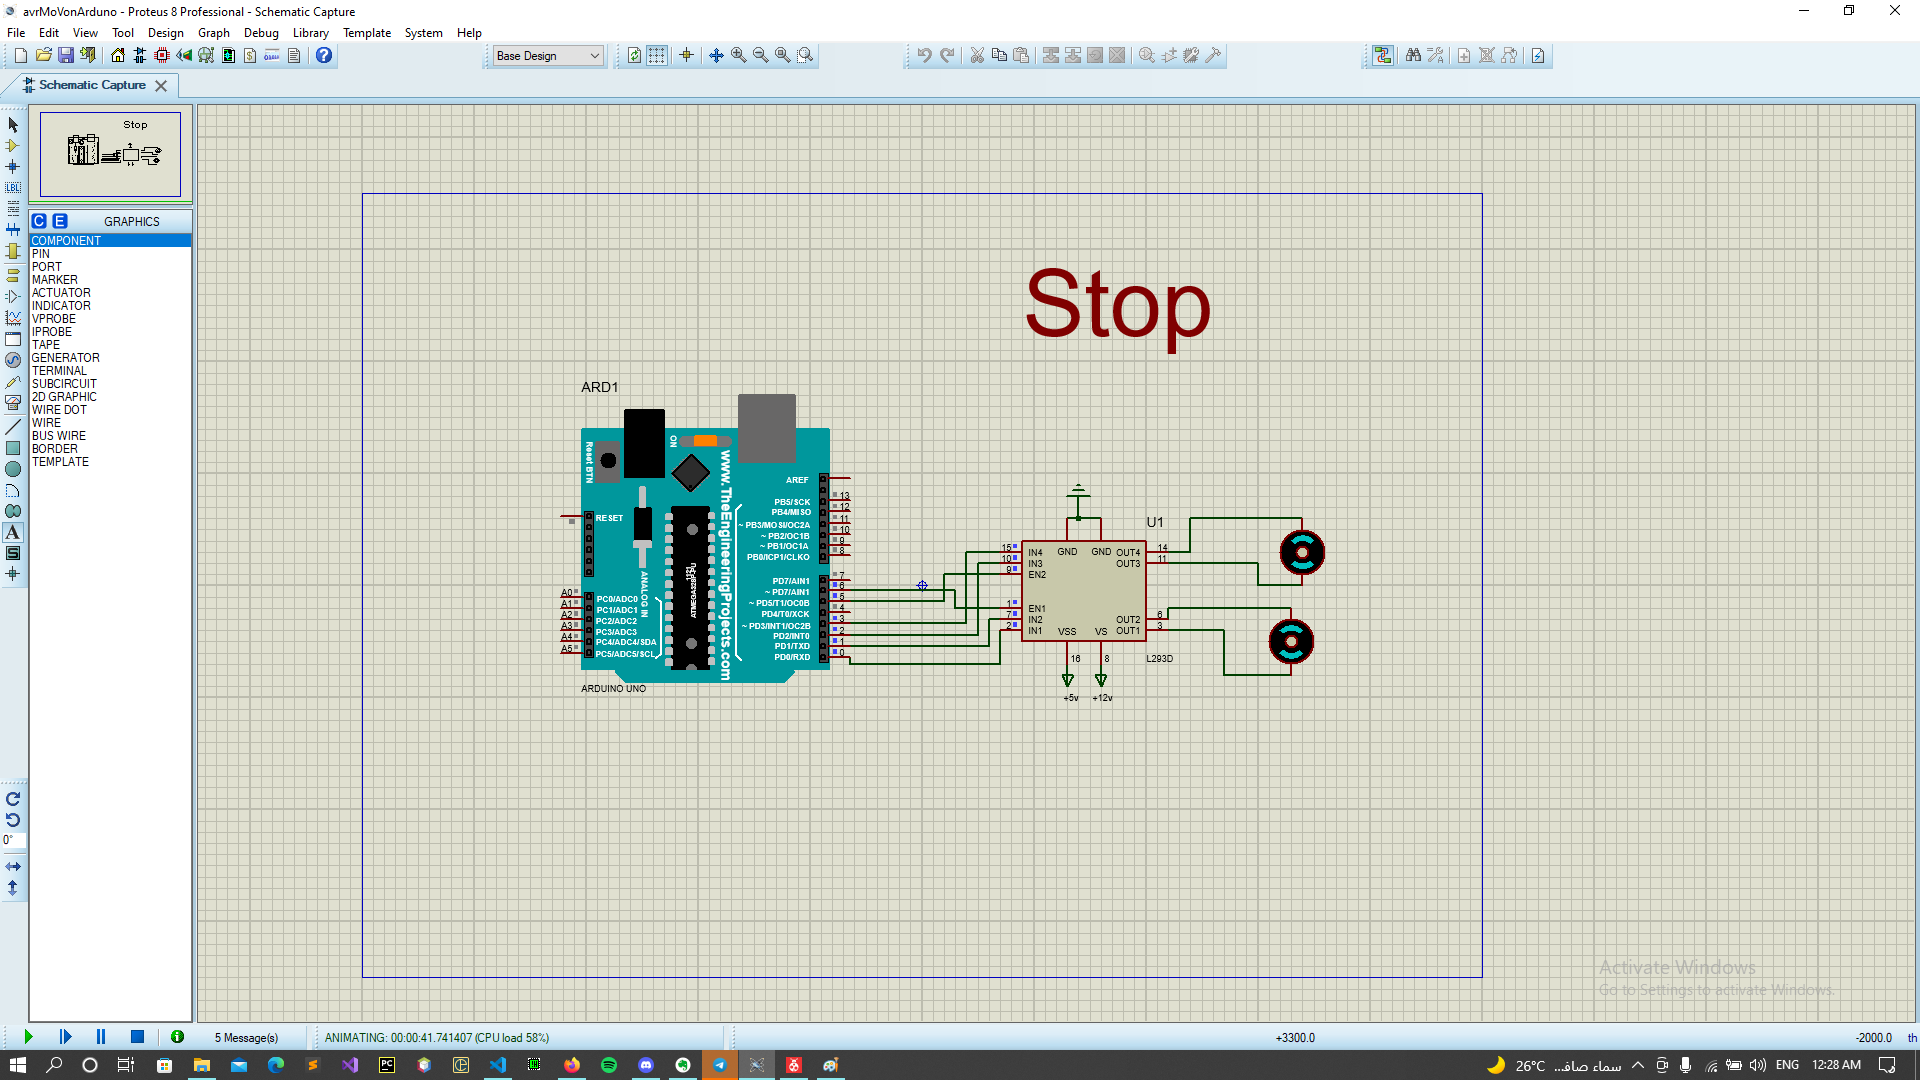 avrMoVonArduno - Proteus 8 Professional - Schematic Capture
File Edit View Tool Design Graph Debug Library Template System Help
Base Design
Schematic Capture
Stop
C E GRAPHICS
COMPONENT
PIN
PORT
MARKER
ACTUATOR
INDICATOR
VPROBE
IPROBE
TAPE
GENERATOR
TERMINAL
SUBCIRCUIT
2D GRAPHIC
WIRE DOT
WIRE
BUS WIRE
BORDER
TEMPLATE
LBL
A
S
0°
Stop
ARD1
Reset BTN
ON
www.TheEngineeringProjects.com
ANALOG IN
ATMEGA328P-PU
1121
RESET
A0 PC0/ADC0
A1 PC1/ADC1
A2 PC2/ADC2
A3 PC3/ADC3
A4 PC4/ADC4/SDA
A5 PC5/ADC5/SCL
AREF
PB5/SCK 13
PB4/MISO 12
~ PB3/MOSI/OC2A 11
~ PB2/OC1B 10
~ PB1/OC1A 9
PB0/ICP1/CLKO 8
PD7/AIN1 7
~ PD7/AIN1 6
~ PD5/T1/OC0B 5
PD4/T0/XCK 4
~ PD3/INT1/OC2B 3
PD2/INT0 2
PD1/TXD 1
PD0/RXD 0
ARDUINO UNO
U1
15 IN4 GND GND OUT4 14
10 IN3 OUT3 11
9 EN2
1 EN1
7 IN2 OUT2 6
2 IN1 VSS VS OUT1 3
16 8 L293D
+5v +12v
Activate Windows
Go to Settings to activate Windows.
5 Message(s) ANIMATING: 00:00:41.741407 (CPU load 58%) +3300.0 -2000.0 th
PC
26°C سماء صاف... ENG 12:28 AM